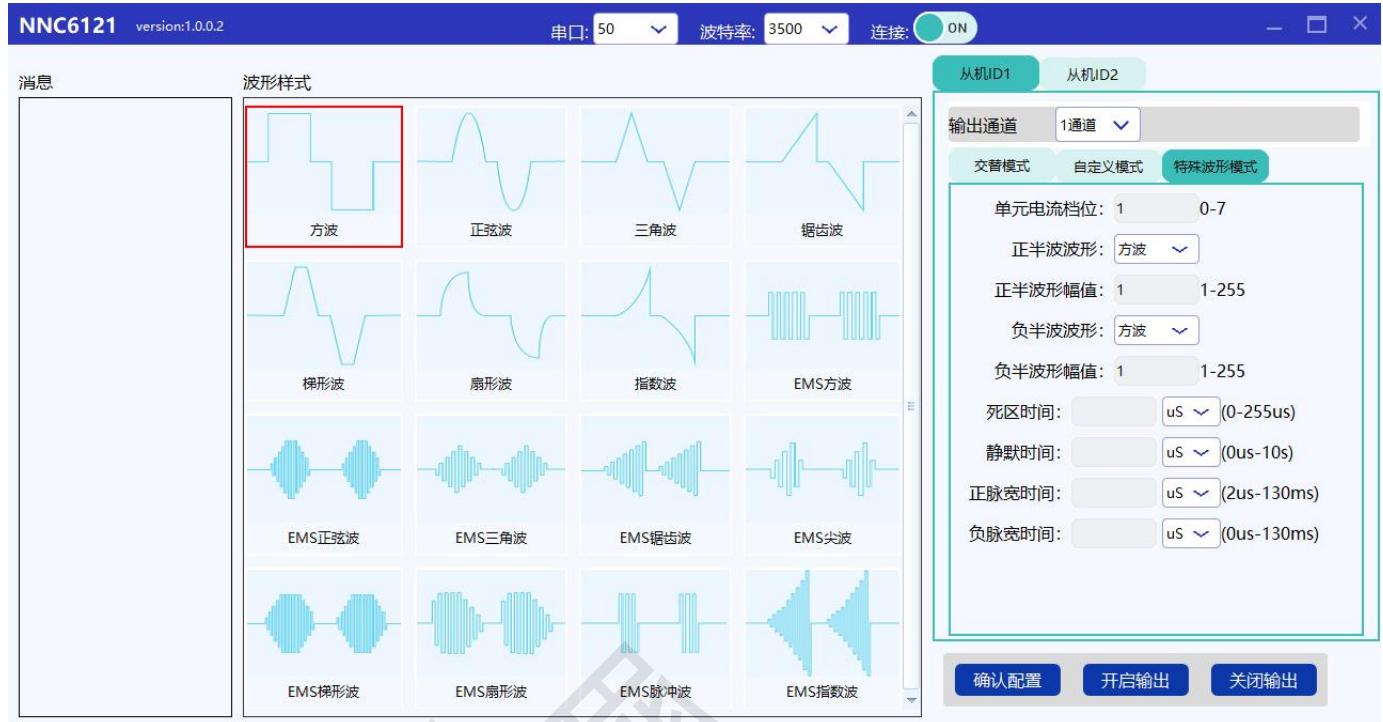 NNC6121 version:1.0.0.2 串口: 50 波特率: 3500 连接: ON
消息
波形样式
方波 正弦波 三角波 锯齿波
梯形波 扇形波 指数波 EMS方波
EMS正弦波 EMS三角波 EMS锯齿波 EMS尖波
EMS梯形波 EMS扇形波 EMS脉冲波 EMS指数波
从机ID1 从机ID2
输出通道 1通道
交替模式 自定义模式 特殊波形模式
单元电流档位: 1 0-7
正半波波形: 方波
正半波形幅值: 1 1-255
负半波波形: 方波
负半波形幅值: 1 1-255
死区时间: uS (0-255us)
静默时间: uS (0us-10s)
正脉宽时间: uS (2us-130ms)
负脉宽时间: uS (0us-130ms)
确认配置 开启输出 关闭输出